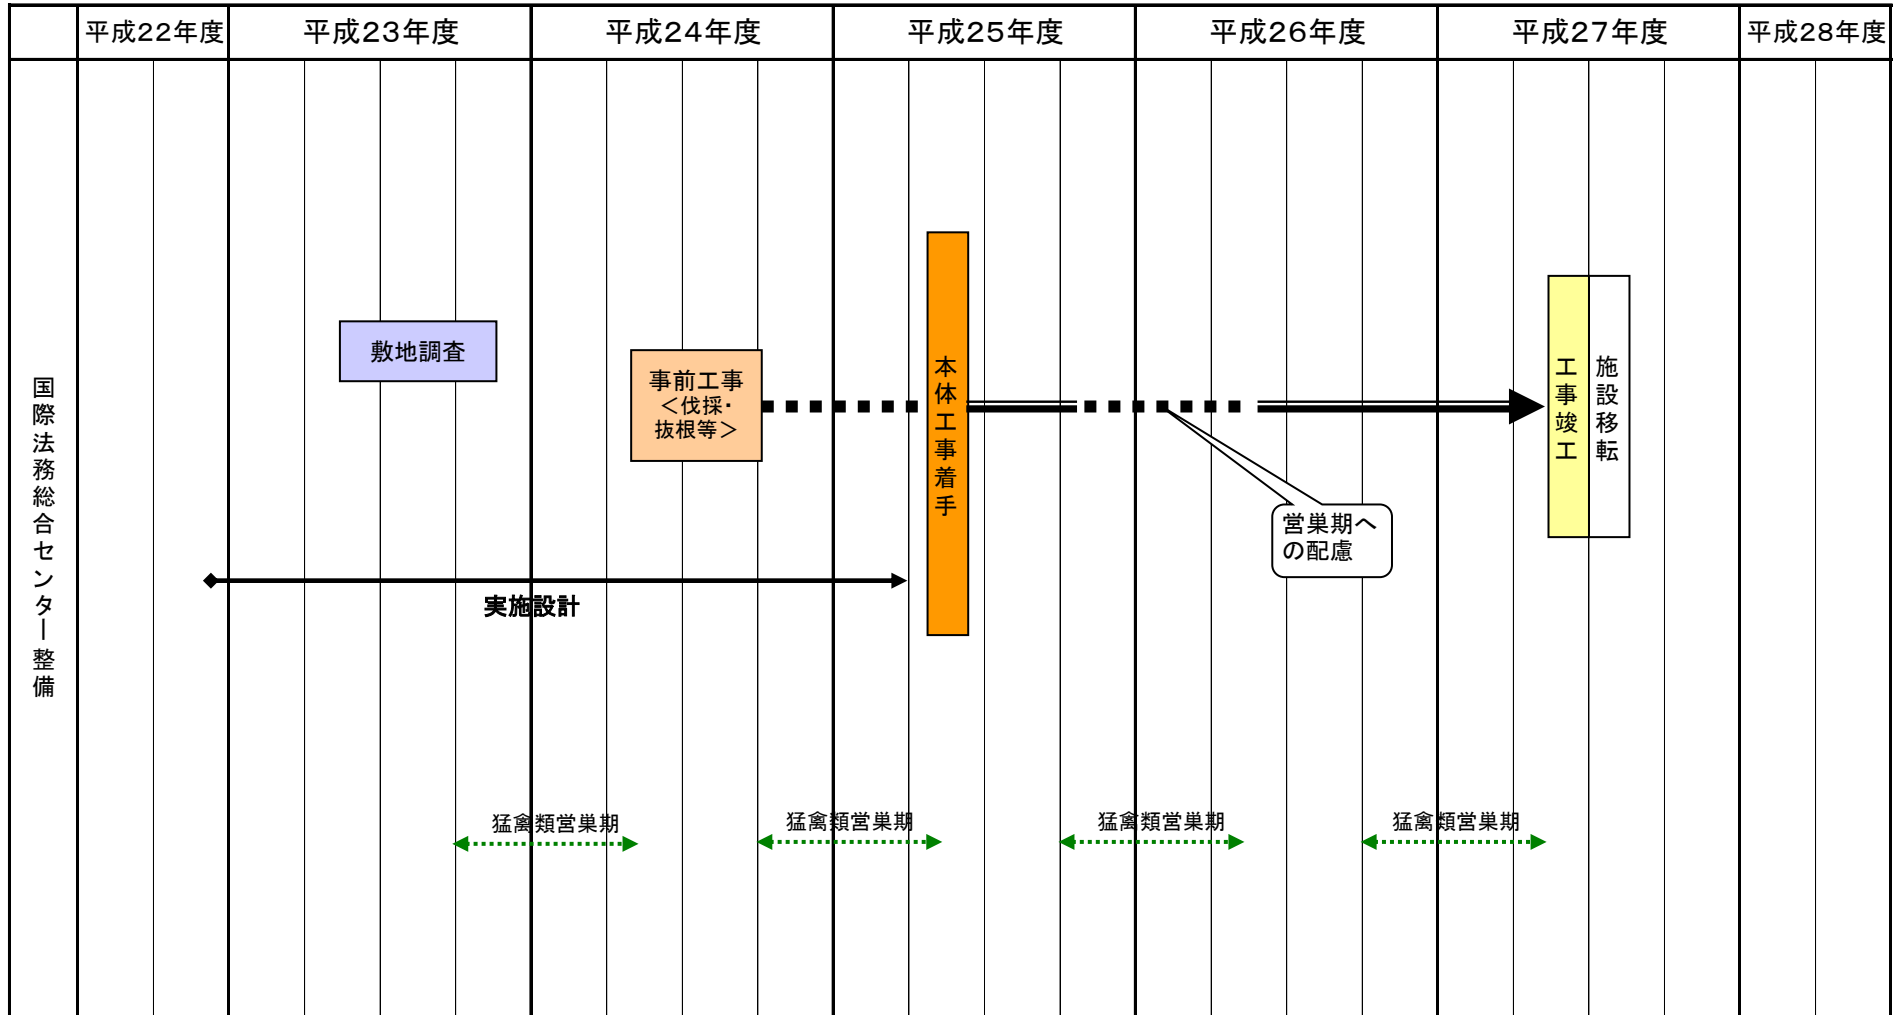 平成22年度
平成23年度
平成24年度
平成25年度
平成26年度
平成27年度
平成28年度
国際法務総合センター整備
敷地調査
事前工事
＜伐採・
抜根等＞
本体工事着手
工事竣工
施設移転
営巣期へ
の配慮
実施設計
猛禽類営巣期
猛禽類営巣期
猛禽類営巣期
猛禽類営巣期